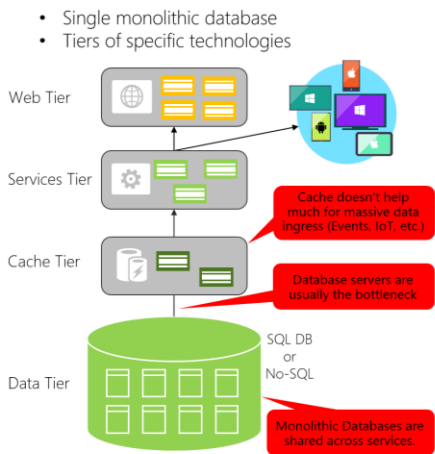 • Single monolithic database
• Tiers of specific technologies
Web Tier
Services Tier
Cache doesn't help
much for massive data
ingress (Events, IoT, etc.)
Cache Tier
Database servers are
usually the bottleneck
SQL DB
or
No-SQL
Data Tier
Monolithic Databases are
shared across services.